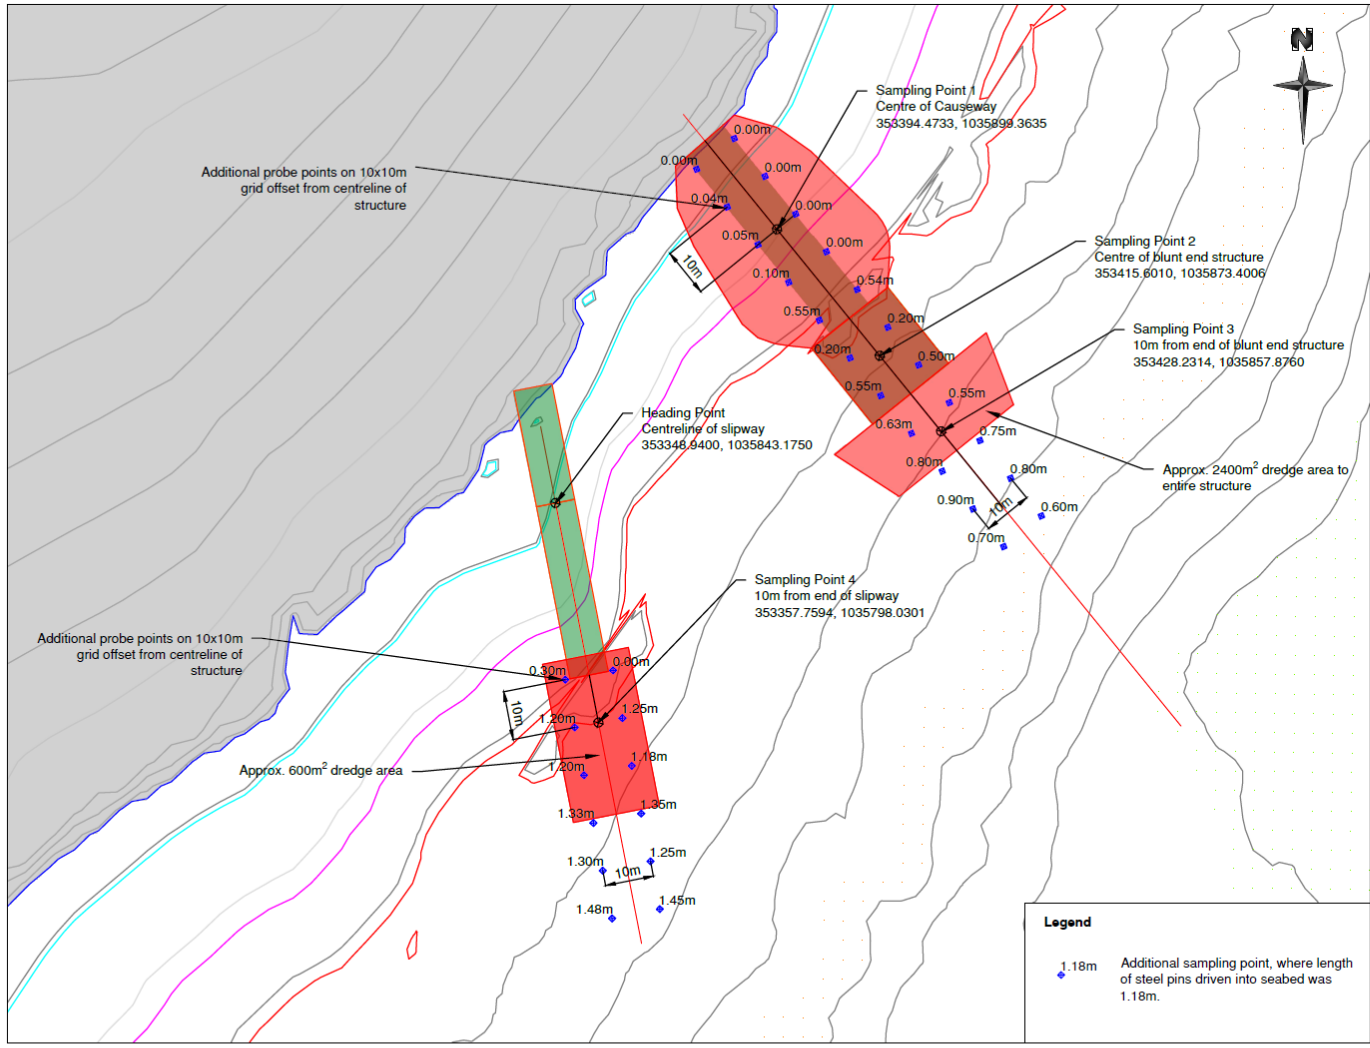 N
Sampling Point 1
Centre of Causeway
353394.4733, 1035899.3635
Additional probe points on 10x10m
grid offset from centreline of
structure
0.00m
0.00m
0.00m
0.04m
0.00m
0.05m
0.00m
10m
0.10m
0.54m
0.55m
0.20m
0.20m
0.50m
0.55m
0.55m
0.63m
0.75m
0.80m
0.80m
0.90m
10m
0.60m
0.70m
Sampling Point 2
Centre of blunt end structure
353415.6010, 1035873.4006
Sampling Point 3
10m from end of blunt end structure
353428.2314, 1035857.8760
Approx. 2400m² dredge area to
entire structure
Heading Point
Centreline of slipway
353348.9400, 1035843.1750
Sampling Point 4
10m from end of slipway
353357.7594, 1035798.0301
Additional probe points on 10x10m
grid offset from centreline of
structure
0.30m
0.00m
10m
1.20m
1.25m
Approx. 600m² dredge area
1.20m
1.18m
1.33m
1.35m
1.30m
1.25m
10m
1.48m
1.45m
Legend
1.18m
Additional sampling point, where length
of steel pins driven into seabed was
1.18m.